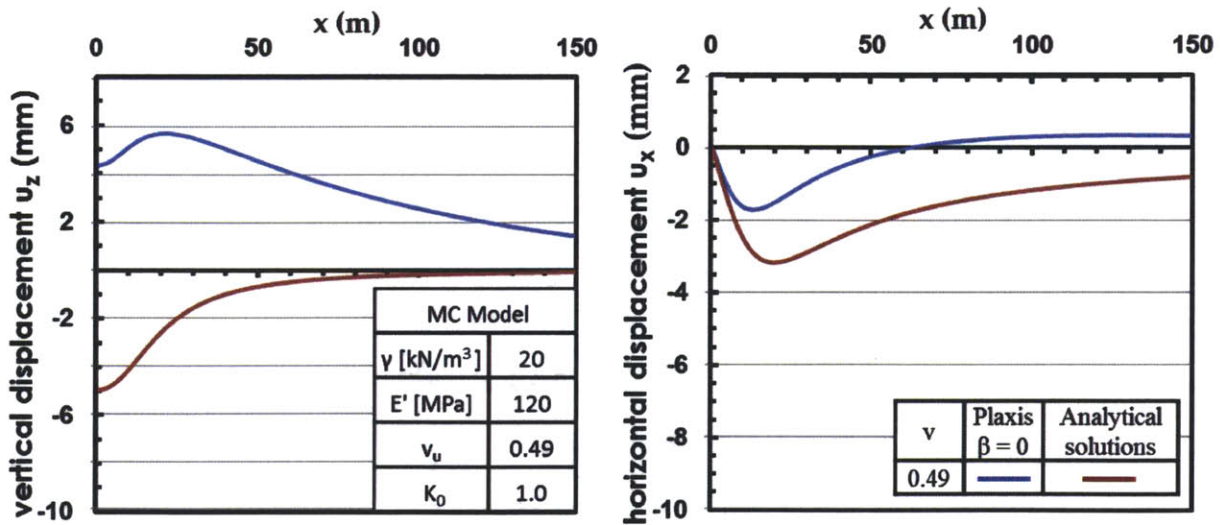 x (m)
0 50 100 150
vertical displacement u_z (mm)
6
2
-2
-6
-10
MC Model
γ [kN/m³] 20
E' [MPa] 120
ν_u 0.49
K₀ 1.0
x (m)
0 50 100 150
horizontal displacement u_x (mm)
2
0
-2
-4
-6
-8
-10
ν Plaxis β = 0 Analytical solutions
0.49